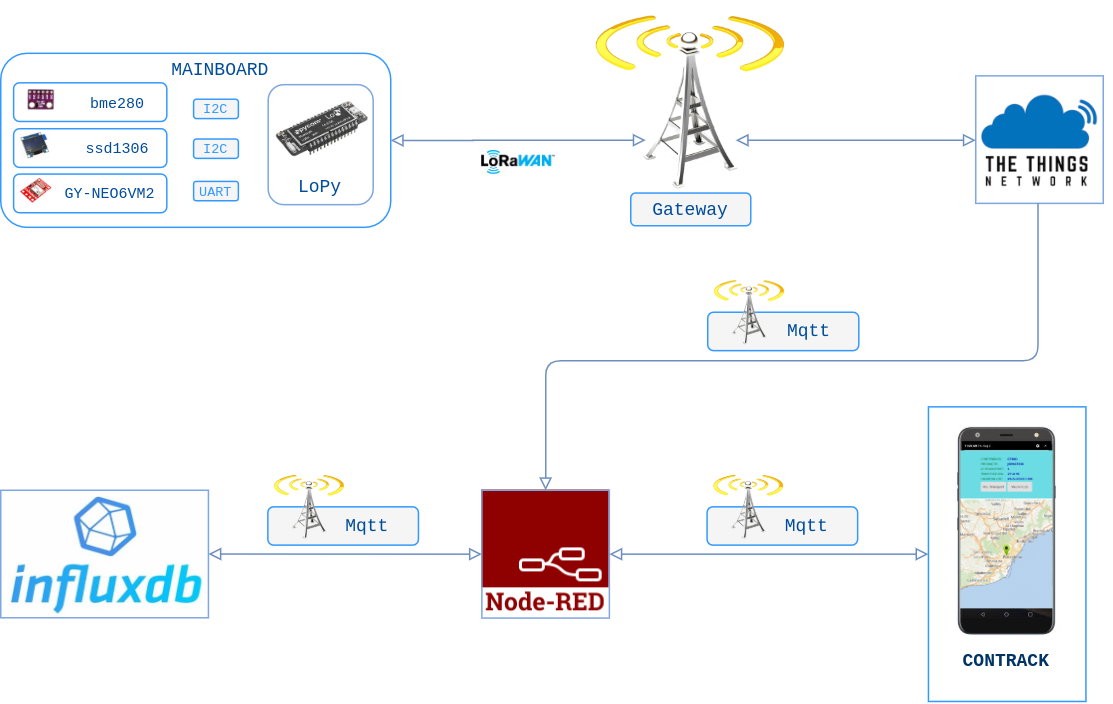 MAINBOARD
bme280
I2C
ssd1306
I2C
GY-NEO6VM2
UART
LoPy
LoRaWAN
Gateway
THE THINGS
NETWORK
Mqtt
influxdb
Mqtt
Node-RED
Mqtt
CONTRACK